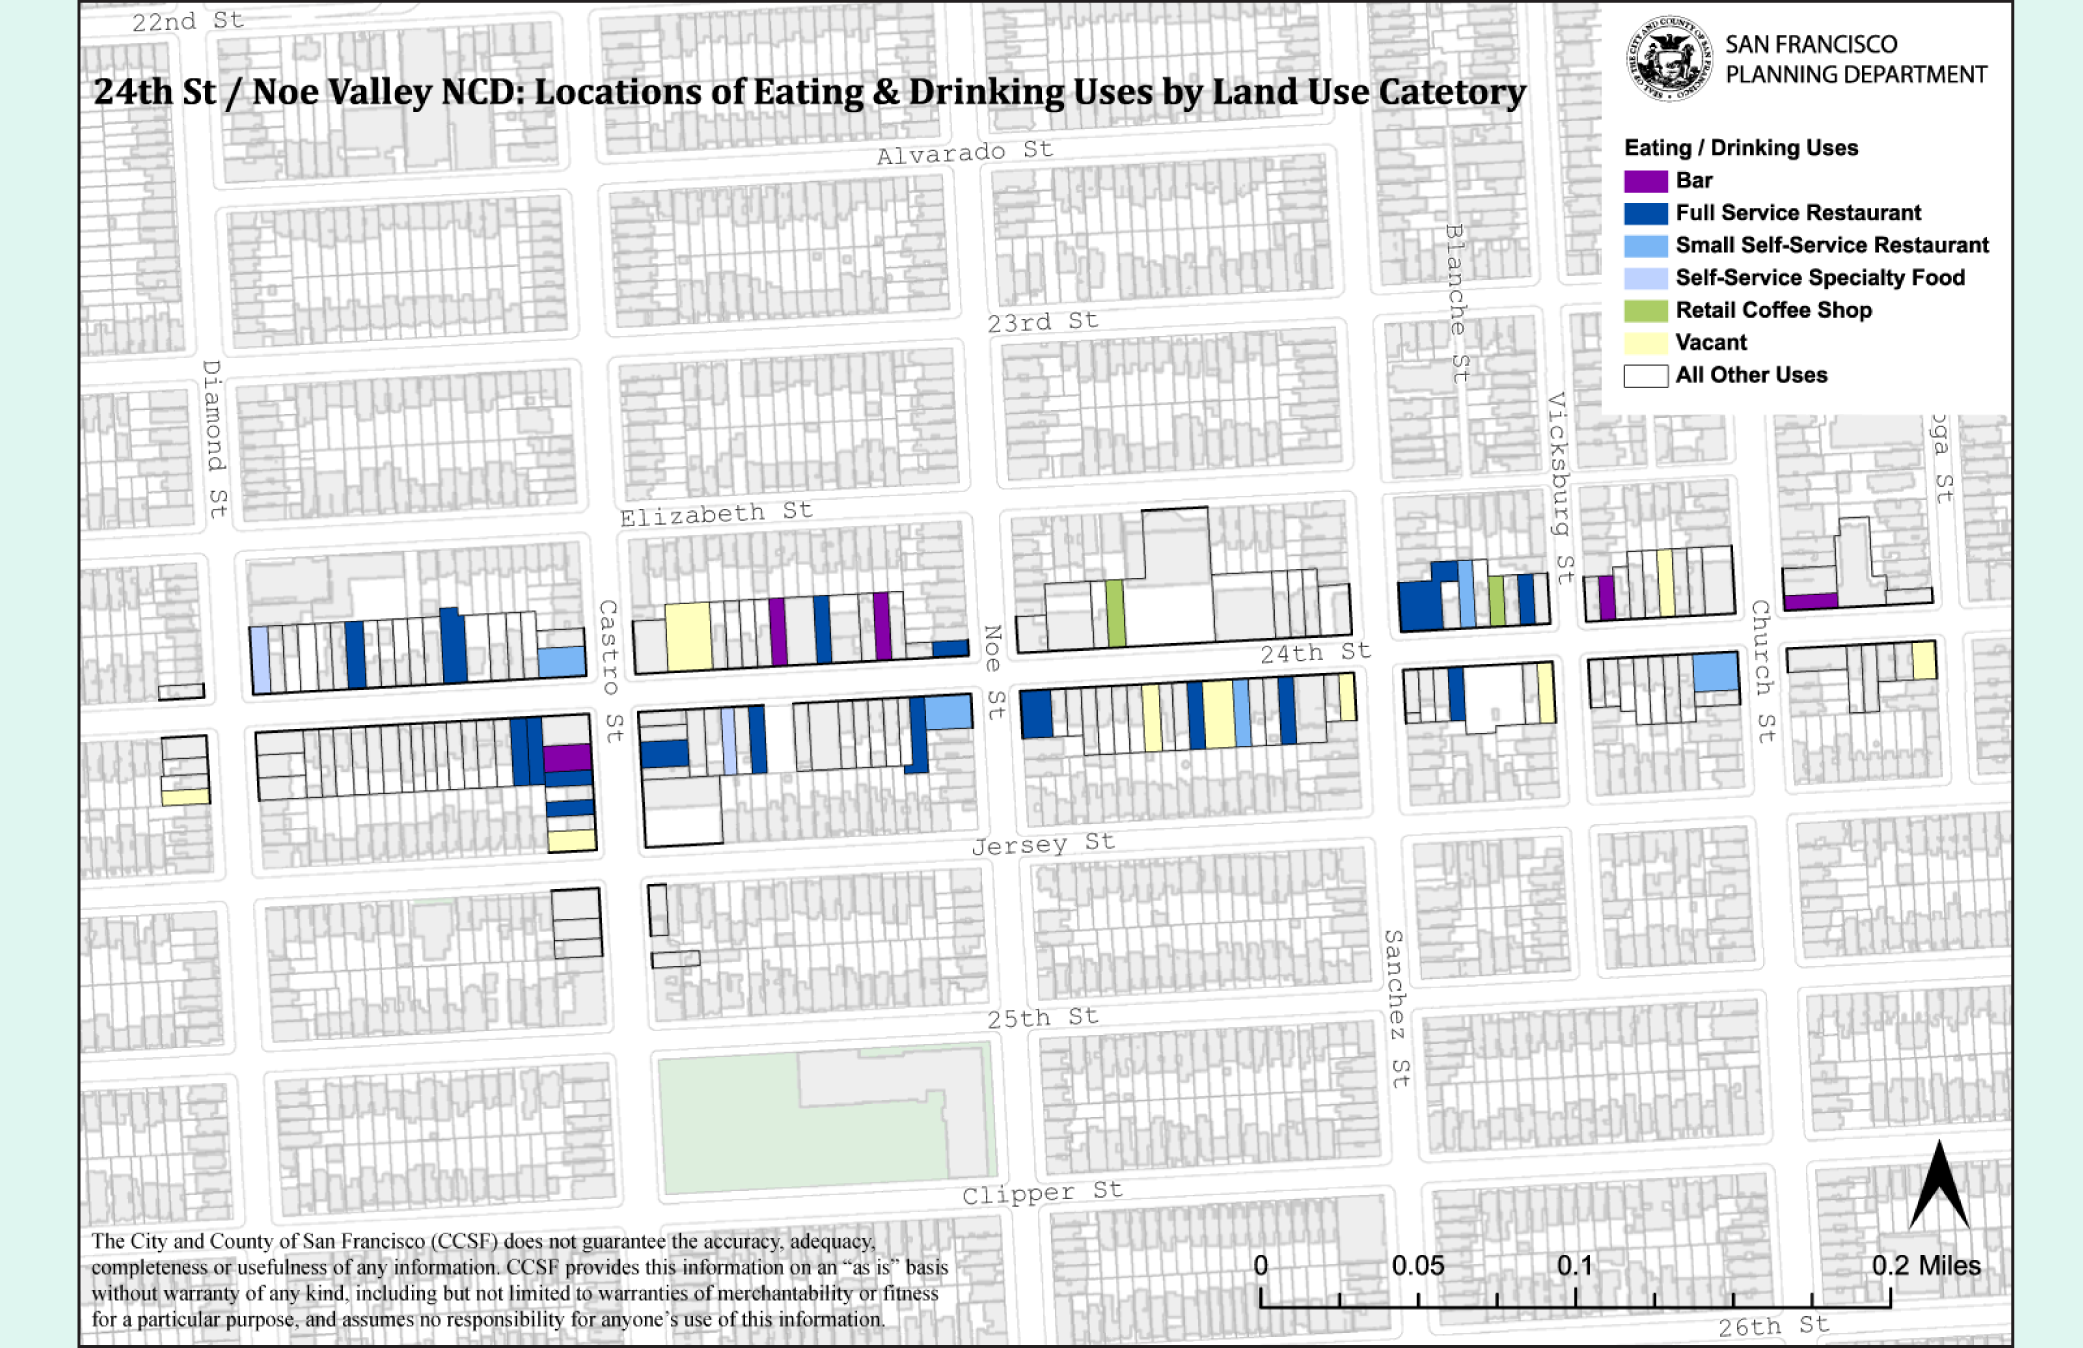 22nd St
24th St / Noe Valley NCD: Locations of Eating & Drinking Uses by Land Use Catetory
SAN FRANCISCO
PLANNING DEPARTMENT
Eating / Drinking Uses
Bar
Full Service Restaurant
Small Self-Service Restaurant
Self-Service Specialty Food
Retail Coffee Shop
Vacant
All Other Uses
Alvarado St
Blanche St
23rd St
Diamond St
Vicksburg St
oga St
Elizabeth St
Castro St
Noe St
24th St
Church St
Jersey St
Sanchez St
25th St
Clipper St
The City and County of San Francisco (CCSF) does not guarantee the accuracy, adequacy,
completeness or usefulness of any information. CCSF provides this information on an “as is” basis
without warranty of any kind, including but not limited to warranties of merchantability or fitness
for a particular purpose, and assumes no responsibility for anyone’s use of this information.
0 0.05 0.1 0.2 Miles
26th St